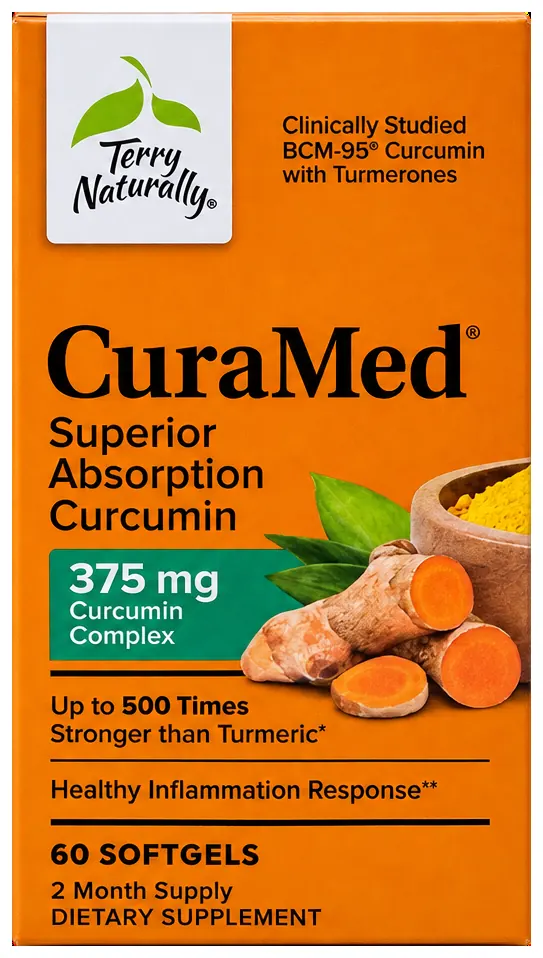 Terry
Naturally®
Clinically Studied
BCM-95® Curcumin
with Turmerones
CuraMed®
Superior
Absorption
Curcumin
375 mg
Curcumin
Complex
Up to 500 Times
Stronger than Turmeric*
Healthy Inflammation Response**
60 SOFTGELS
2 Month Supply
DIETARY SUPPLEMENT